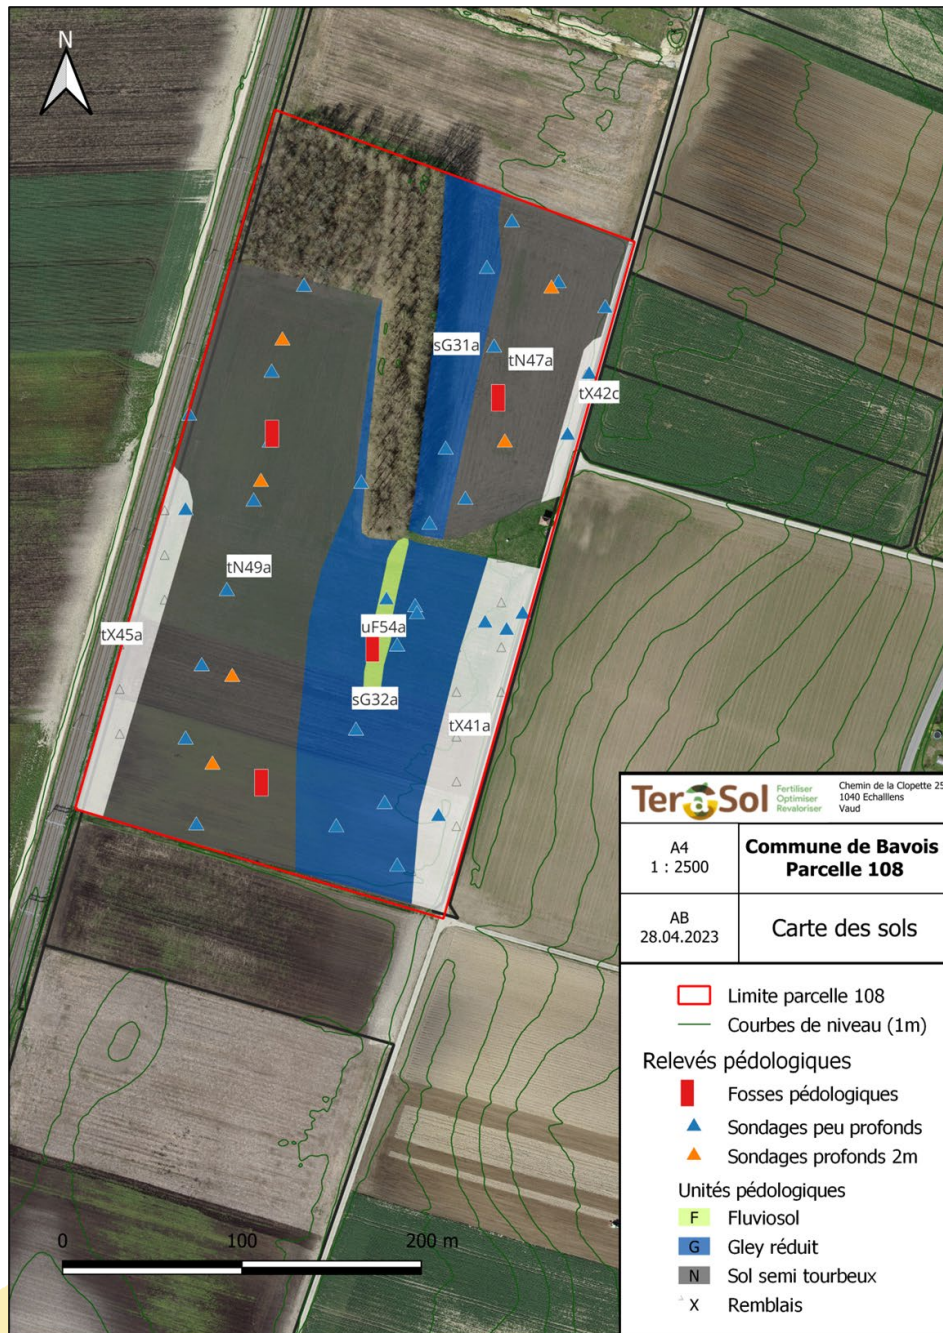 N
sG31a
tN47a
tX42c
tN49a
tX45a
uF54a
sG32a
tX41a
TerraSol
Fertiliser
Optimiser
Revaloriser
Chemin de la Clopette 25
1040 Echallens
Vaud
A4
1 : 2500
Commune de Bavois
Parcelle 108
AB
28.04.2023
Carte des sols
Limite parcelle 108
Courbes de niveau (1m)
Relevés pédologiques
Fosses pédologiques
Sondages peu profonds
Sondages profonds 2m
Unités pédologiques
F Fluviosol
G Gley réduit
N Sol semi tourbeux
X Remblais
0 100 200 m